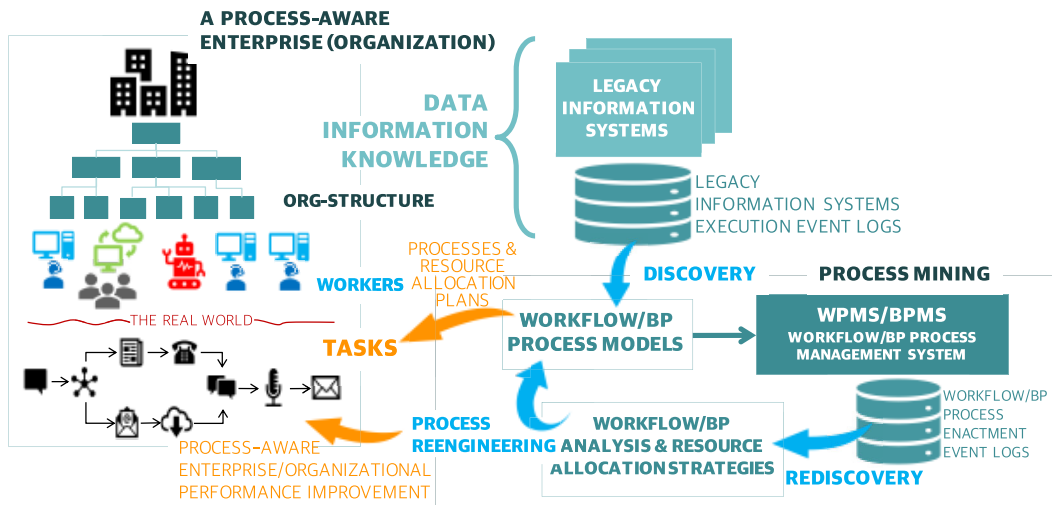 A PROCESS-AWARE
ENTERPRISE (ORGANIZATION)
DATA
INFORMATION
KNOWLEDGE
LEGACY
INFORMATION
SYSTEMS
LEGACY
INFORMATION SYSTEMS
EXECUTION EVENT LOGS
ORG-STRUCTURE
WORKERS
PROCESSES &
RESOURCE
ALLOCATION
PLANS
DISCOVERY
PROCESS MINING
THE REAL WORLD
TASKS
WORKFLOW/BP
PROCESS MODELS
WPMS/BPMS
WORKFLOW/BP PROCESS
MANAGEMENT SYSTEM
WORKFLOW/BP
PROCESS
ENACTMENT
EVENT LOGS
PROCESS
REENGINEERING
WORKFLOW/BP
ANALYSIS & RESOURCE
ALLOCATION STRATEGIES
REDISCOVERY
PROCESS-AWARE
ENTERPRISE/ORGANIZATIONAL
PERFORMANCE IMPROVEMENT